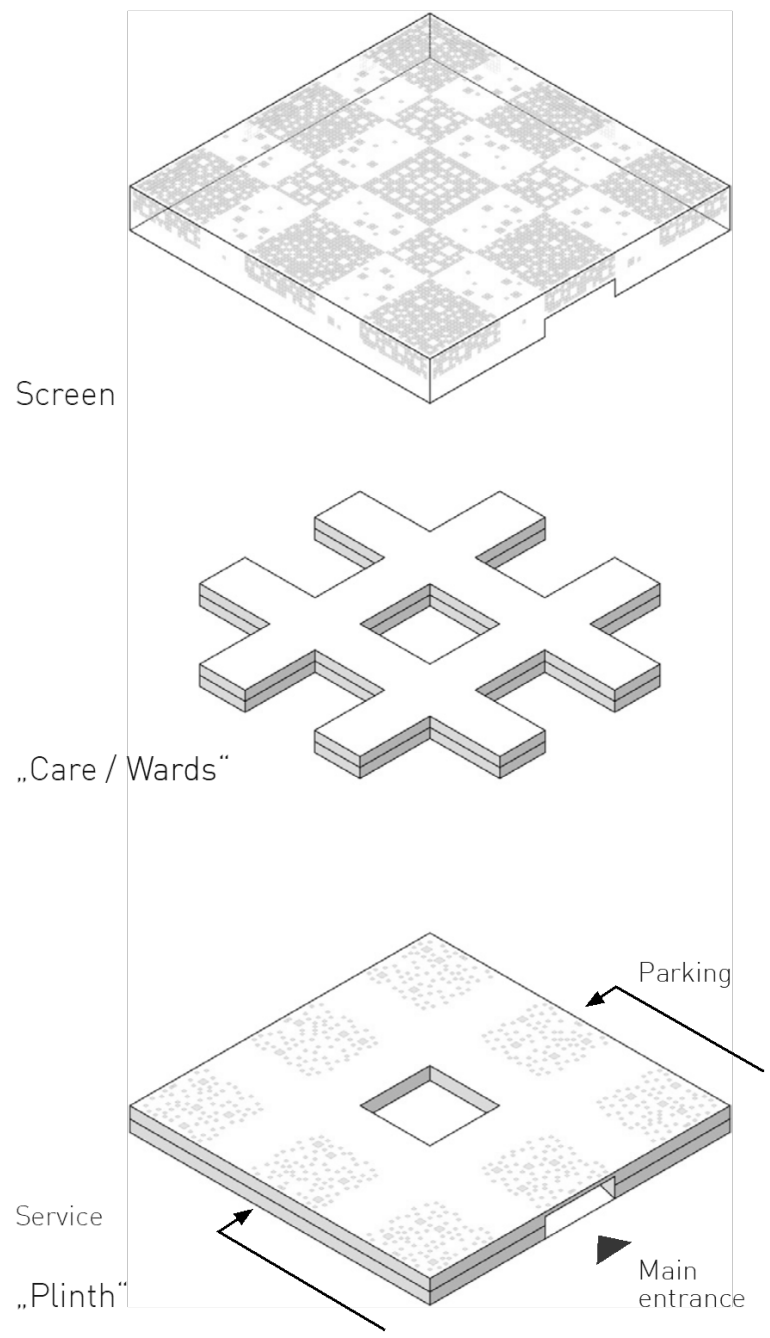 Screen
„Care / Wards“
Parking
Service
„Plinth“
Main
entrance